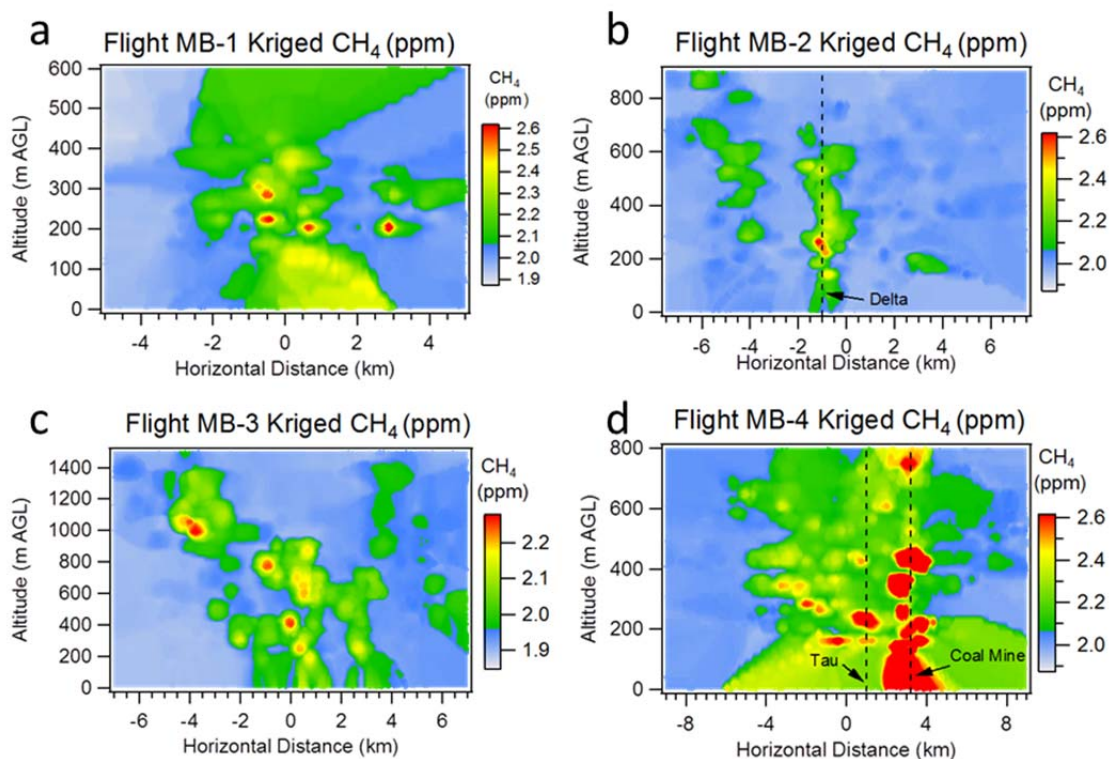 a
Flight MB-1 Kriged CH₄ (ppm)
600
500
400
300
200
100
0
Altitude (m AGL)
-4
-2
0
2
4
Horizontal Distance (km)
CH₄
(ppm)
2.6
2.5
2.4
2.3
2.2
2.1
2.0
1.9
b
Flight MB-2 Kriged CH₄ (ppm)
800
600
400
200
0
Altitude (m AGL)
Delta
-6
-4
-2
0
2
4
6
Horizontal Distance (km)
CH₄
(ppm)
2.6
2.4
2.2
2.0
c
Flight MB-3 Kriged CH₄ (ppm)
1400
1200
1000
800
600
400
200
0
Altitude (m AGL)
-6
-4
-2
0
2
4
6
Horizontal Distance (km)
CH₄
(ppm)
2.2
2.1
2.0
1.9
d
Flight MB-4 Kriged CH₄ (ppm)
800
600
400
200
0
Altitude (m AGL)
Tau
Coal Mine
-8
-4
0
4
8
Horizontal Distance (km)
CH₄
(ppm)
2.6
2.4
2.2
2.0